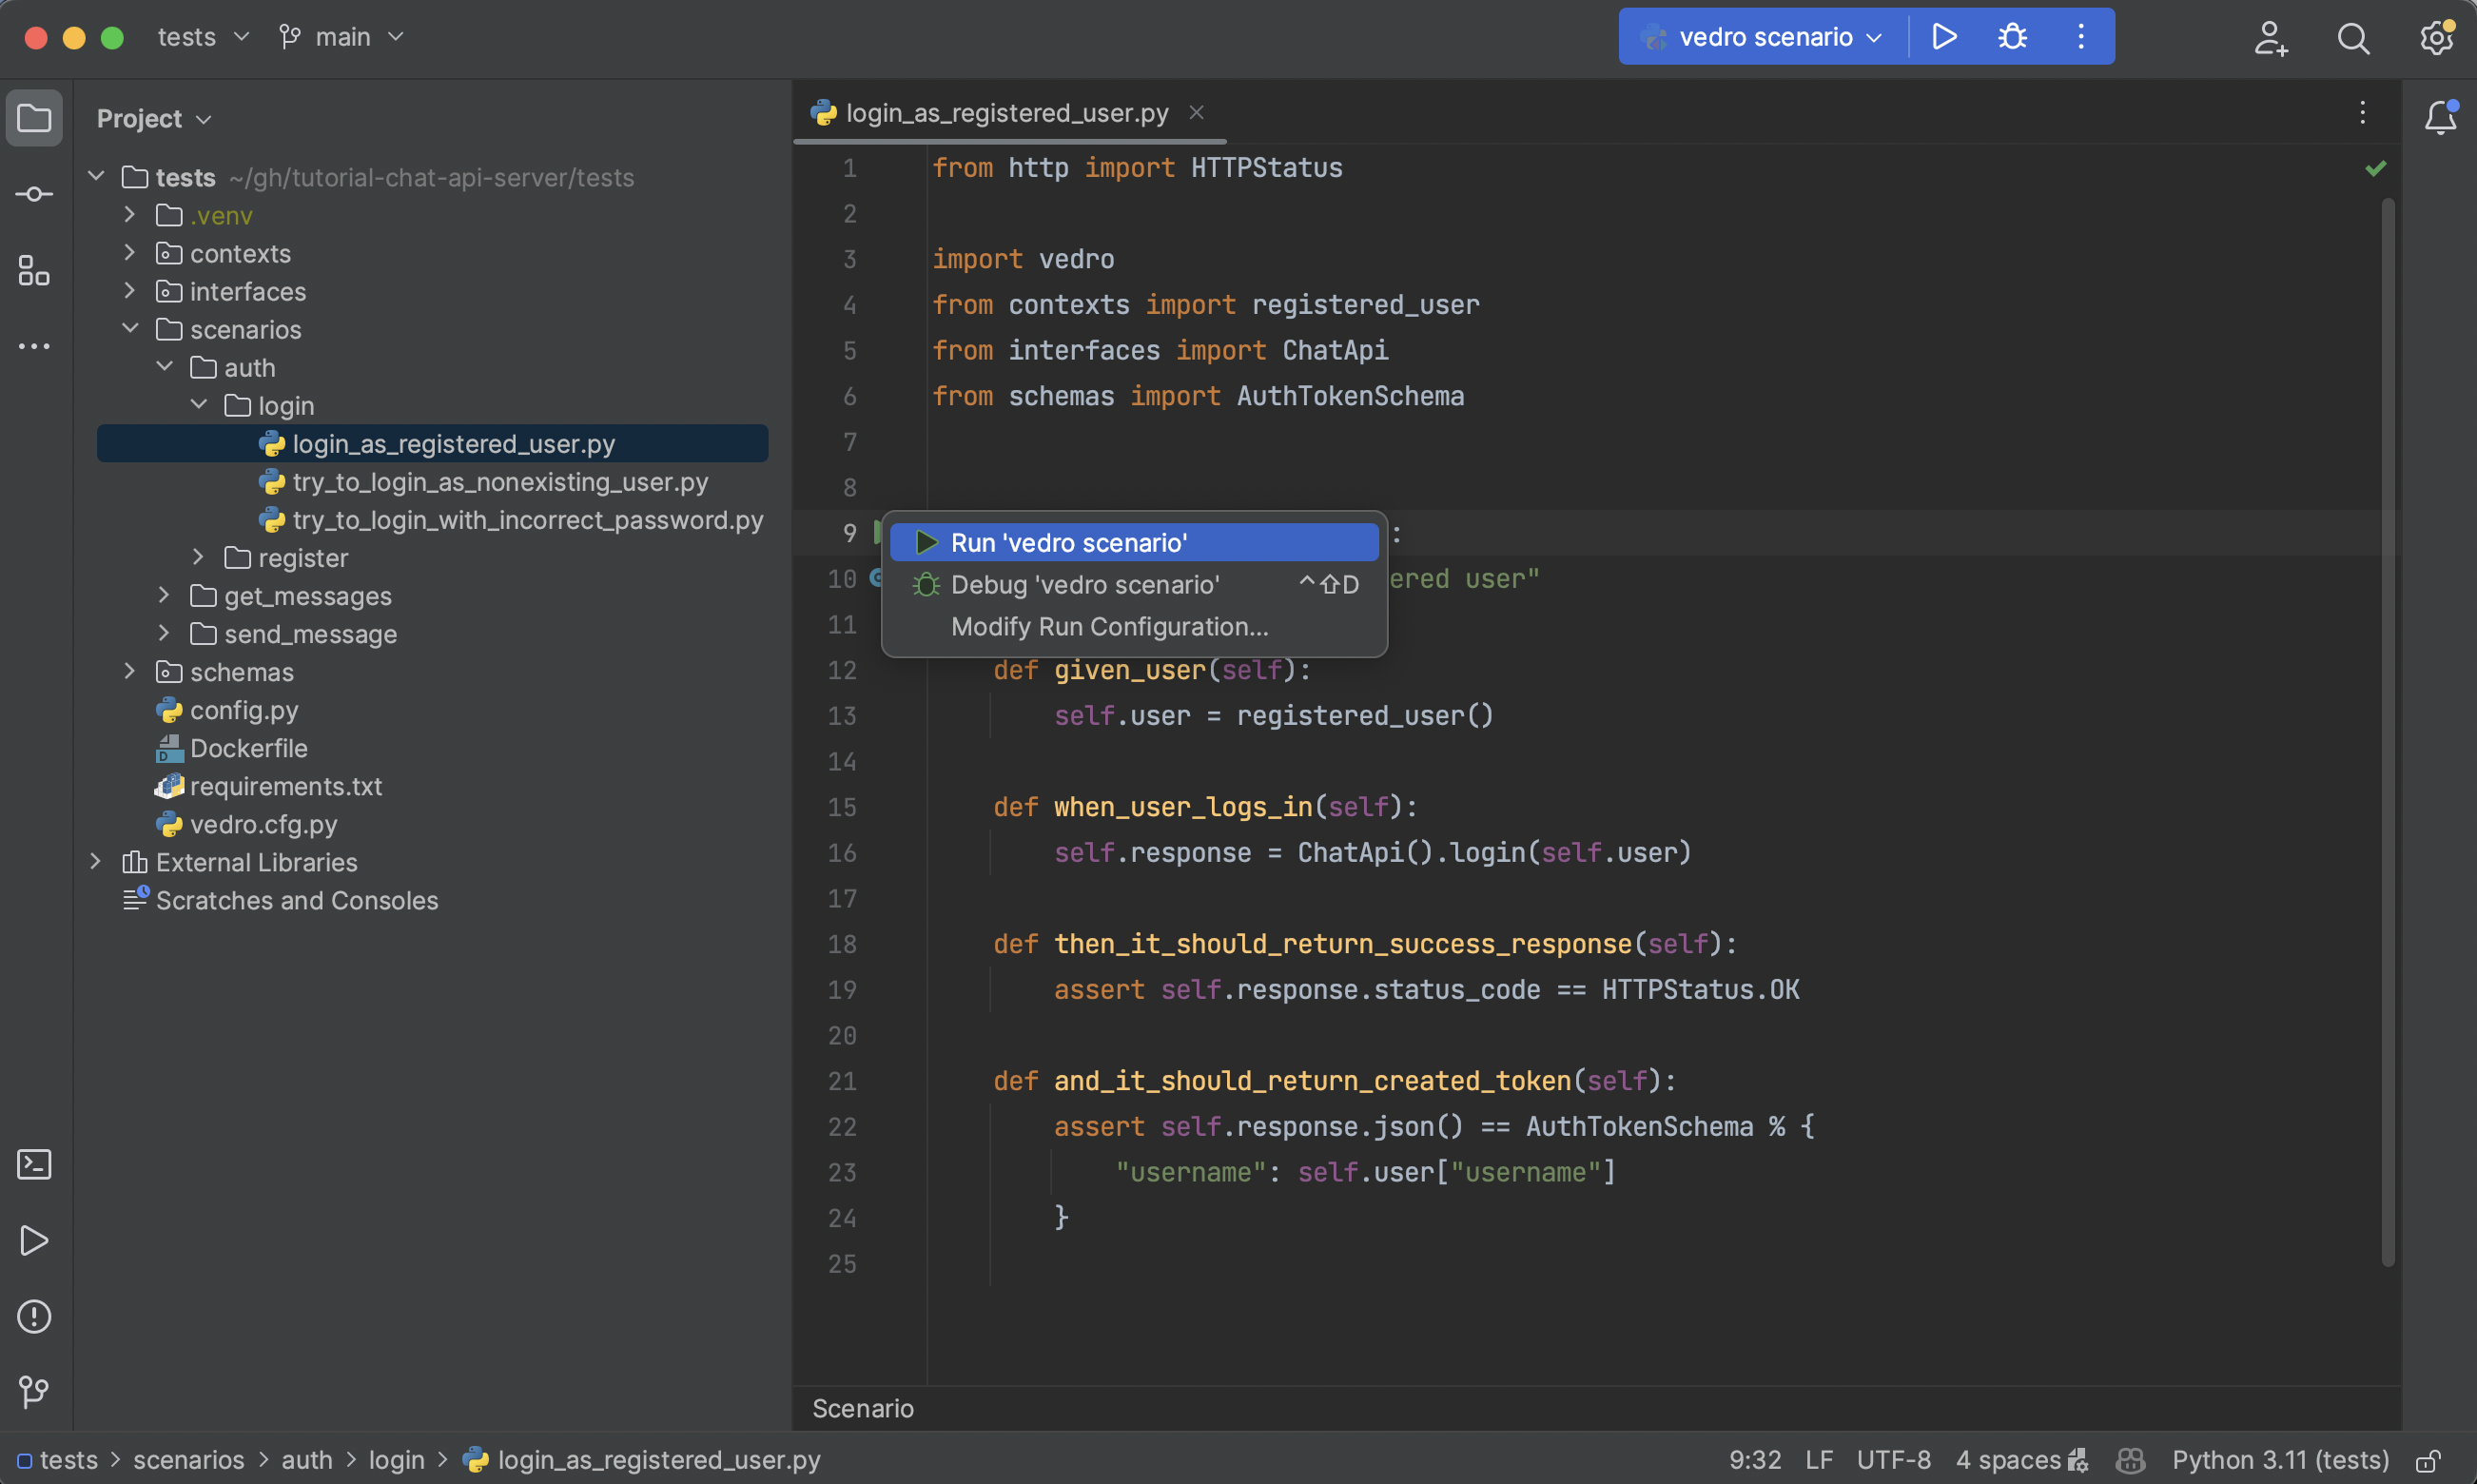 tests main vedro scenario
Project
tests ~/gh/tutorial-chat-api-server/tests
.venv
contexts
interfaces
scenarios
auth
login
login_as_registered_user.py
try_to_login_as_nonexisting_user.py
try_to_login_with_incorrect_password.py
register
get_messages
send_message
schemas
config.py
Dockerfile
requirements.txt
vedro.cfg.py
External Libraries
Scratches and Consoles
login_as_registered_user.py
1 from http import HTTPStatus
2
3 import vedro
4 from contexts import registered_user
5 from interfaces import ChatApi
6 from schemas import AuthTokenSchema
7
8
9 :
Run 'vedro scenario'
10 ered user"
Debug 'vedro scenario' ^⇧D
11
Modify Run Configuration...
12 def given_user(self):
13 self.user = registered_user()
14
15 def when_user_logs_in(self):
16 self.response = ChatApi().login(self.user)
17
18 def then_it_should_return_success_response(self):
19 assert self.response.status_code == HTTPStatus.OK
20
21 def and_it_should_return_created_token(self):
22 assert self.response.json() == AuthTokenSchema % {
23 "username": self.user["username"]
24 }
25
Scenario
tests > scenarios > auth > login > login_as_registered_user.py 9:32 LF UTF-8 4 spaces Python 3.11 (tests)